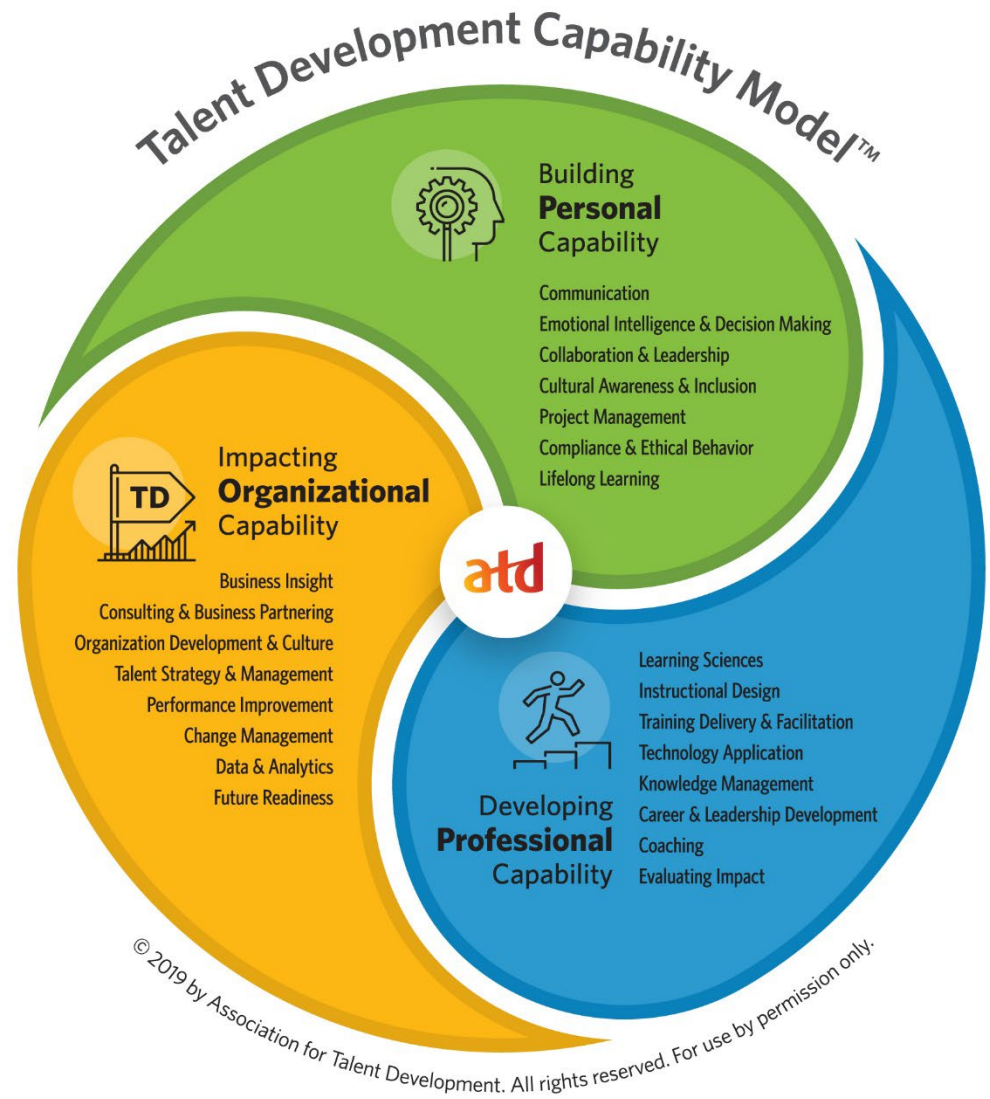 Talent Development Capability Model™
Building
Personal
Capability
Communication
Emotional Intelligence & Decision Making
Collaboration & Leadership
Cultural Awareness & Inclusion
Project Management
Compliance & Ethical Behavior
Lifelong Learning
TD
Impacting
Organizational
Capability
Business Insight
Consulting & Business Partnering
Organization Development & Culture
Talent Strategy & Management
Performance Improvement
Change Management
Data & Analytics
Future Readiness
atd
Developing
Professional
Capability
Learning Sciences
Instructional Design
Training Delivery & Facilitation
Technology Application
Knowledge Management
Career & Leadership Development
Coaching
Evaluating Impact
© 2019 by Association for Talent Development. All rights reserved. For use by permission only.